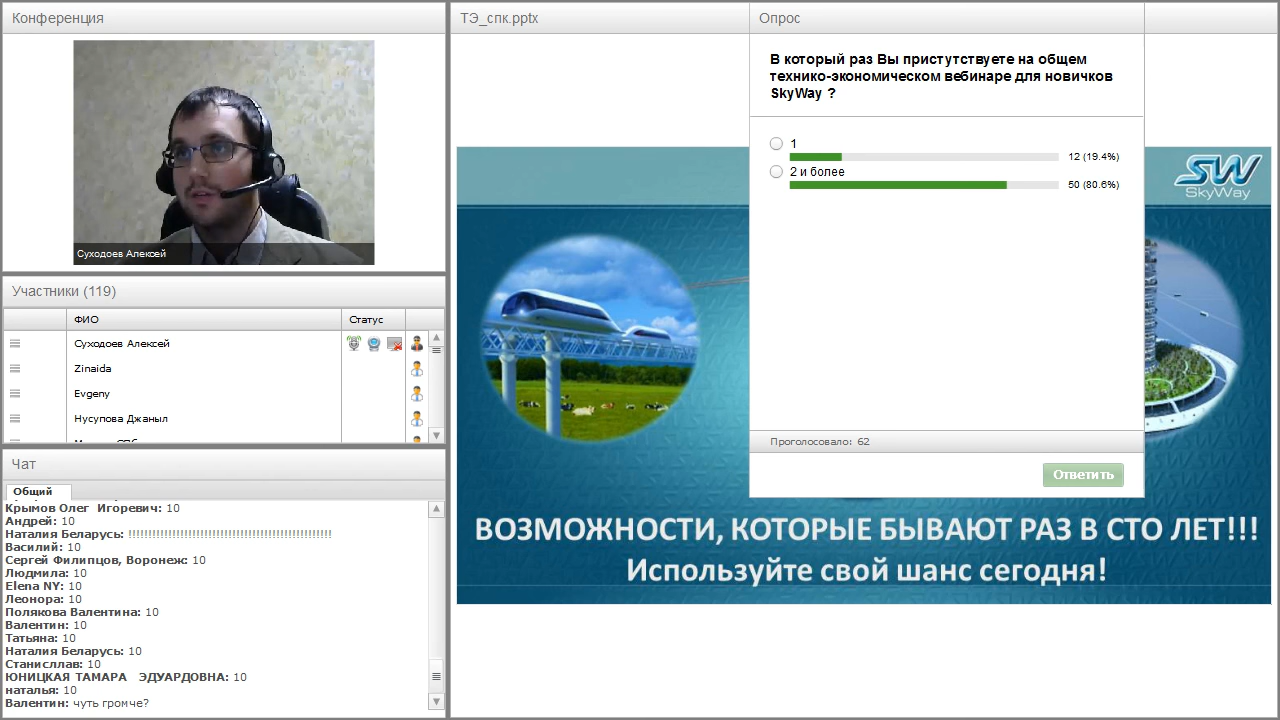 Конференция
Суходоев Алексей
Участники (119)
ФИО
Статус
Суходоев Алексей
Zinaida
Evgeny
Нусупова Джаныл
Чат
Общий
Крымов Олег Игоревич: 10
Андрей: 10
Наталия Беларусь: !!!!!!!!!!!!!!!!!!!!!!!!!!!!!!!!!!!!!!!!!!!!!!!!!!!
Василий: 10
Сергей Филипцов, Воронеж: 10
Людмила: 10
Elena NY: 10
Леонора: 10
Полякова Валентина: 10
Валентин: 10
Татьяна: 10
Наталия Беларусь: 10
Станисллав: 10
ЮНИЦКАЯ ТАМАРА ЭДУАРДОВНА: 10
наталья: 10
Валентин: чуть громче?
ТЭ_спк.pptx
Опрос
В который раз Вы пристутствуете на общем
технико-экономическом вебинаре для новичков
SkyWay ?
1
12 (19.4%)
2 и более
50 (80.6%)
Проголосовало: 62
Ответить
SW
SkyWay
ВОЗМОЖНОСТИ, КОТОРЫЕ БЫВАЮТ РАЗ В СТО ЛЕТ!!!
Используйте свой шанс сегодня!